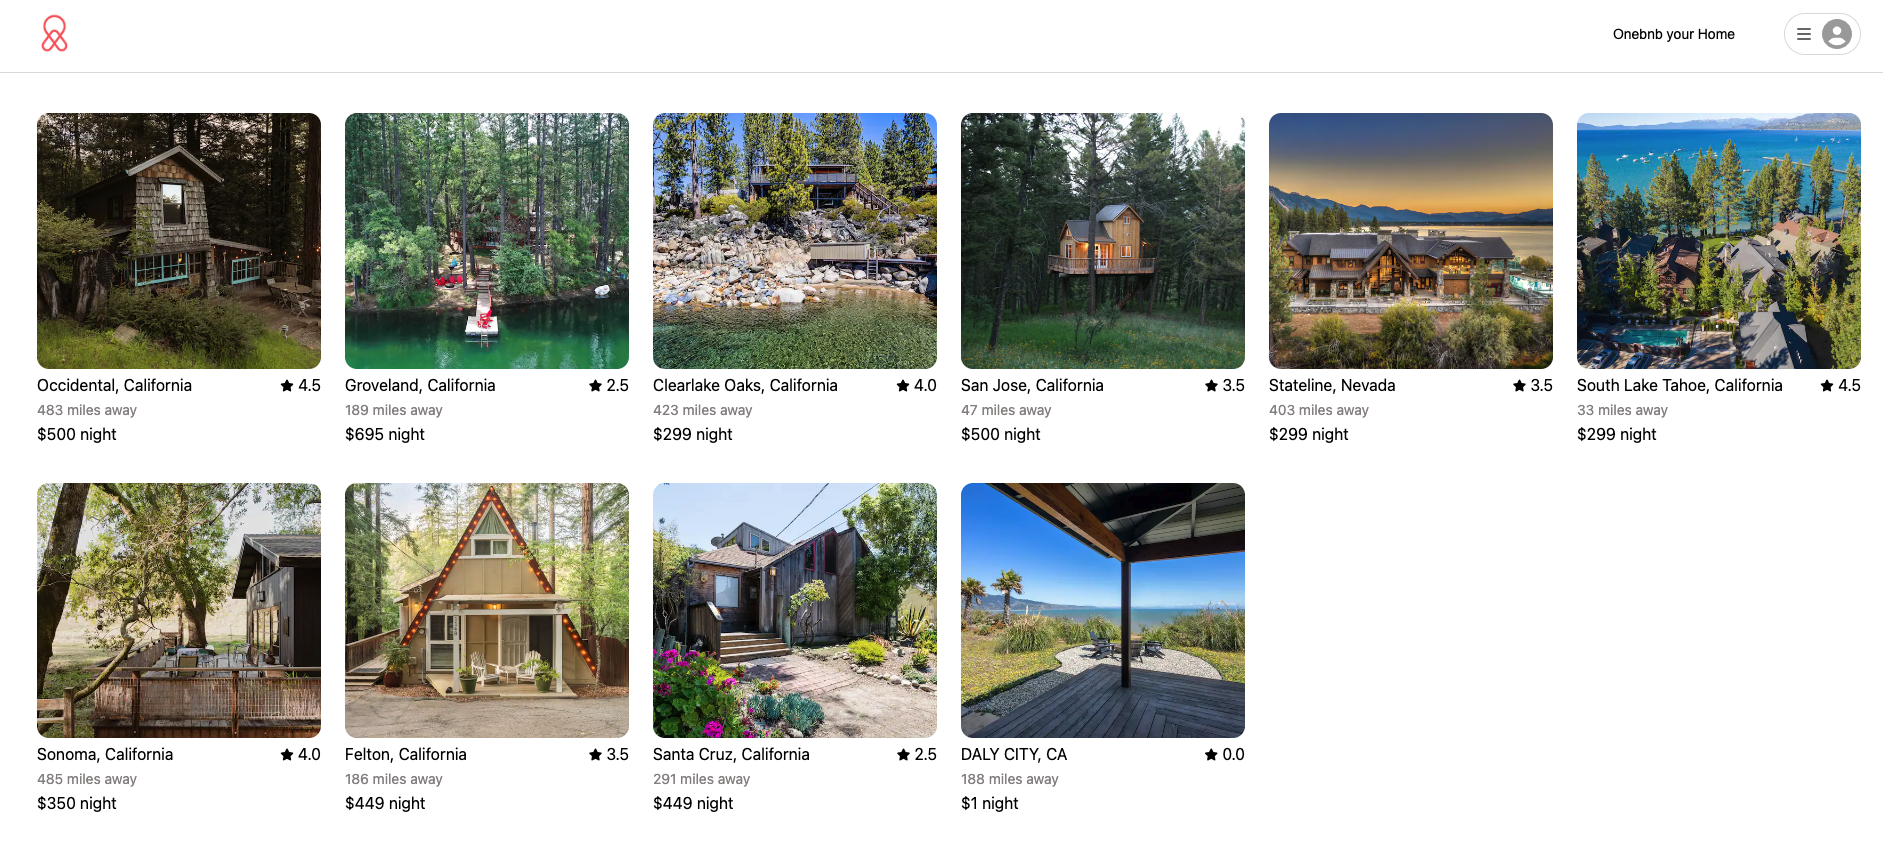 Onebnb your Home
Occidental, California 4.5
483 miles away
$500 night
Groveland, California 2.5
189 miles away
$695 night
Clearlake Oaks, California 4.0
423 miles away
$299 night
San Jose, California 3.5
47 miles away
$500 night
Stateline, Nevada 3.5
403 miles away
$299 night
South Lake Tahoe, California 4.5
33 miles away
$299 night
Sonoma, California 4.0
485 miles away
$350 night
Felton, California 3.5
186 miles away
$449 night
Santa Cruz, California 2.5
291 miles away
$449 night
DALY CITY, CA 0.0
188 miles away
$1 night